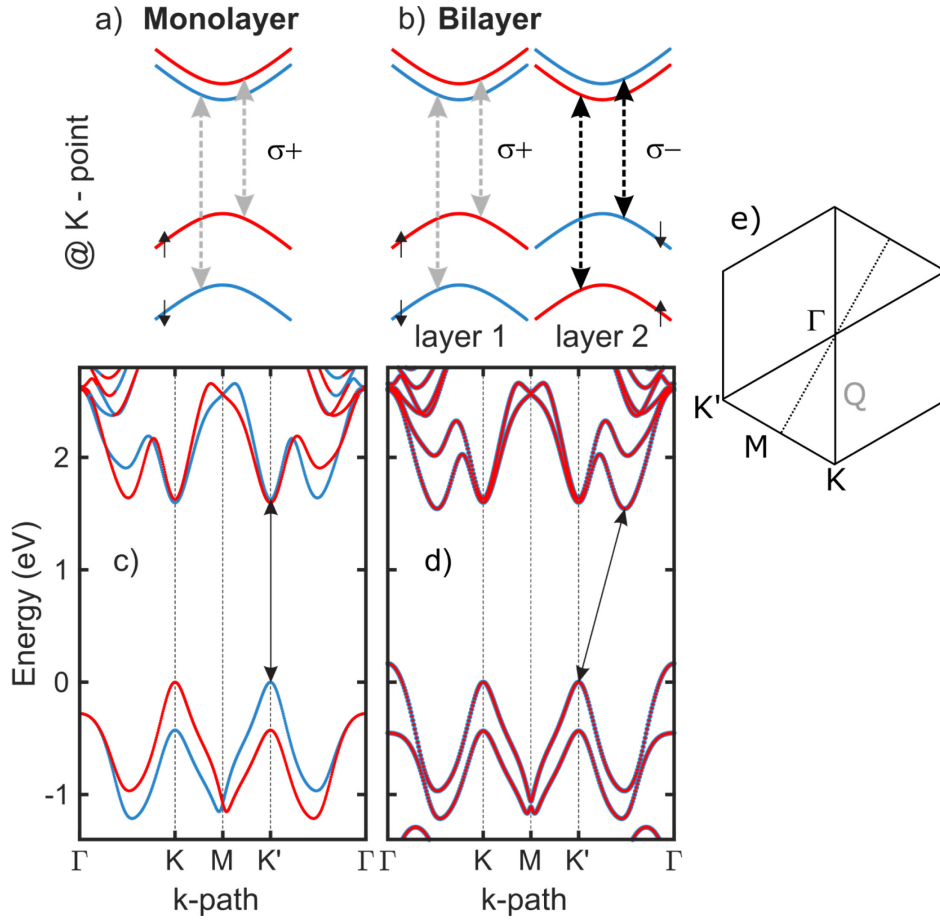 a) Monolayer
b) Bilayer
@ K - point
σ+
σ+
σ−
layer 1
layer 2
e)
Γ
K'
Q
M
K
Energy (eV)
2
1
0
-1
c)
d)
Γ
K
M
K'
Γ
K
M
K'
Γ
k-path
k-path